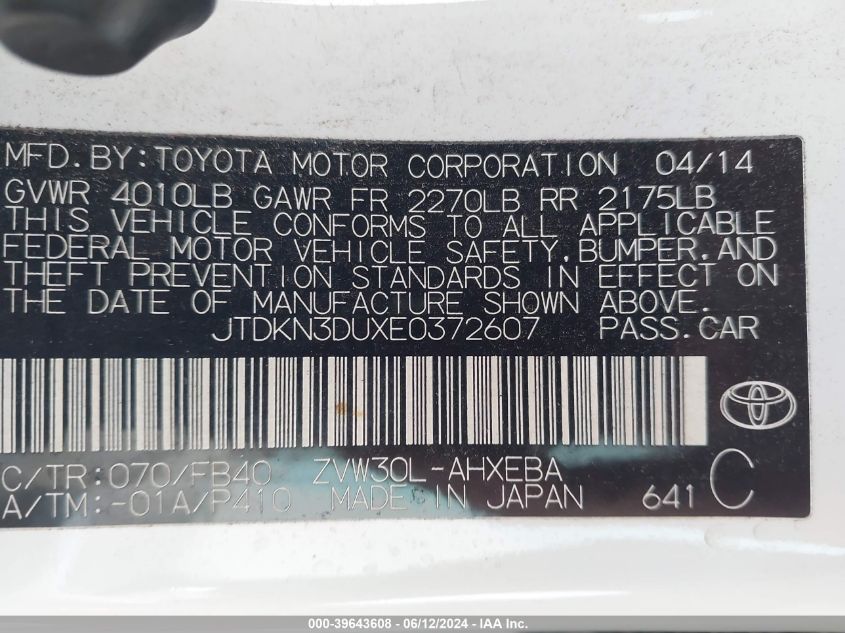 MFD. BY: TOYOTA MOTOR CORPORATION 04/14
GVWR 4010LB GAWR FR 2270LB RR 2175LB
THIS VEHICLE CONFORMS TO ALL APPLICABLE
FEDERAL MOTOR VEHICLE SAFETY, BUMPER, AND
THEFT PREVENTION STANDARDS IN EFFECT ON
THE DATE OF MANUFACTURE SHOWN ABOVE.
JTDKN3DUXE0372607 PASS. CAR
C/TR: 070/FB40 ZVW30L-AHXEBA
A/TM: -01A/P410 MADE IN JAPAN 641 C
000-39643608 - 06/12/2024 - IAA Inc.